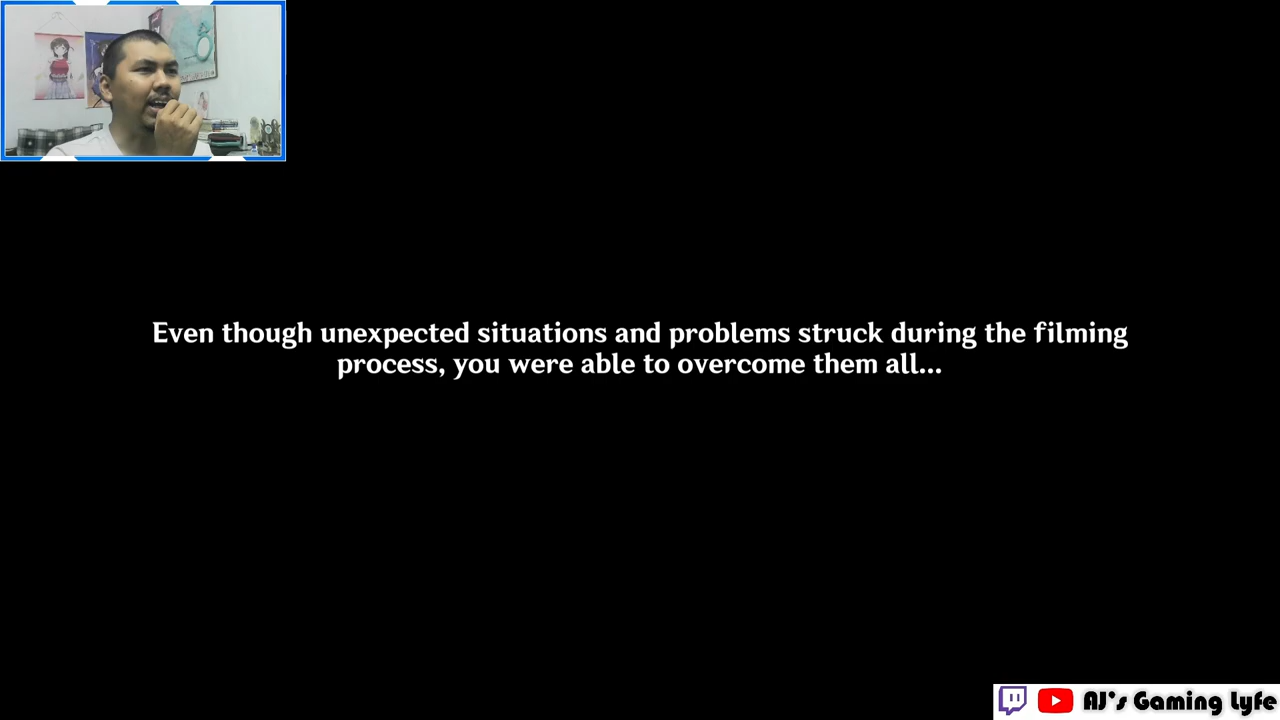 Even though unexpected situations and problems struck during the filming
process, you were able to overcome them all...
AJ's Gaming Lyfe